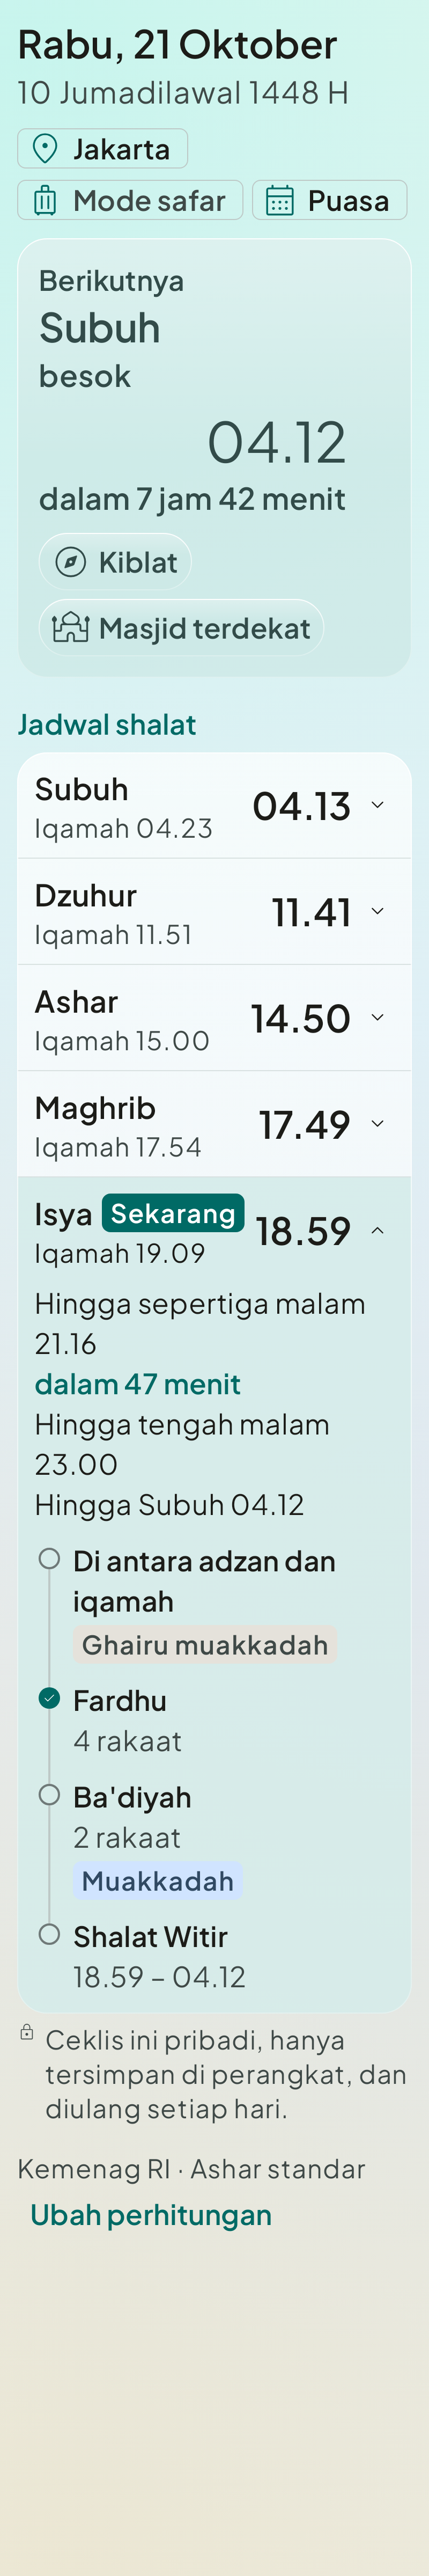 Rabu, 21 Oktober
10 Jumadilawal 1448 H
Jakarta
Mode safar
Puasa
Berikutnya
Subuh
besok
04.12
dalam 7 jam 42 menit
Kiblat
Masjid terdekat
Jadwal shalat
Subuh
04.13
Iqamah 04.23
Dzuhur
11.41
Iqamah 11.51
Ashar
14.50
Iqamah 15.00
Maghrib
17.49
Iqamah 17.54
Isya Sekarang
18.59
Iqamah 19.09
Hingga sepertiga malam
21.16
dalam 47 menit
Hingga tengah malam
23.00
Hingga Subuh 04.12
Di antara adzan dan
iqamah
Ghairu muakkadah
Fardhu
4 rakaat
Ba'diyah
2 rakaat
Muakkadah
Shalat Witir
18.59 – 04.12
Ceklis ini pribadi, hanya
tersimpan di perangkat, dan
diulang setiap hari.
Kemenag RI · Ashar standar
Ubah perhitungan